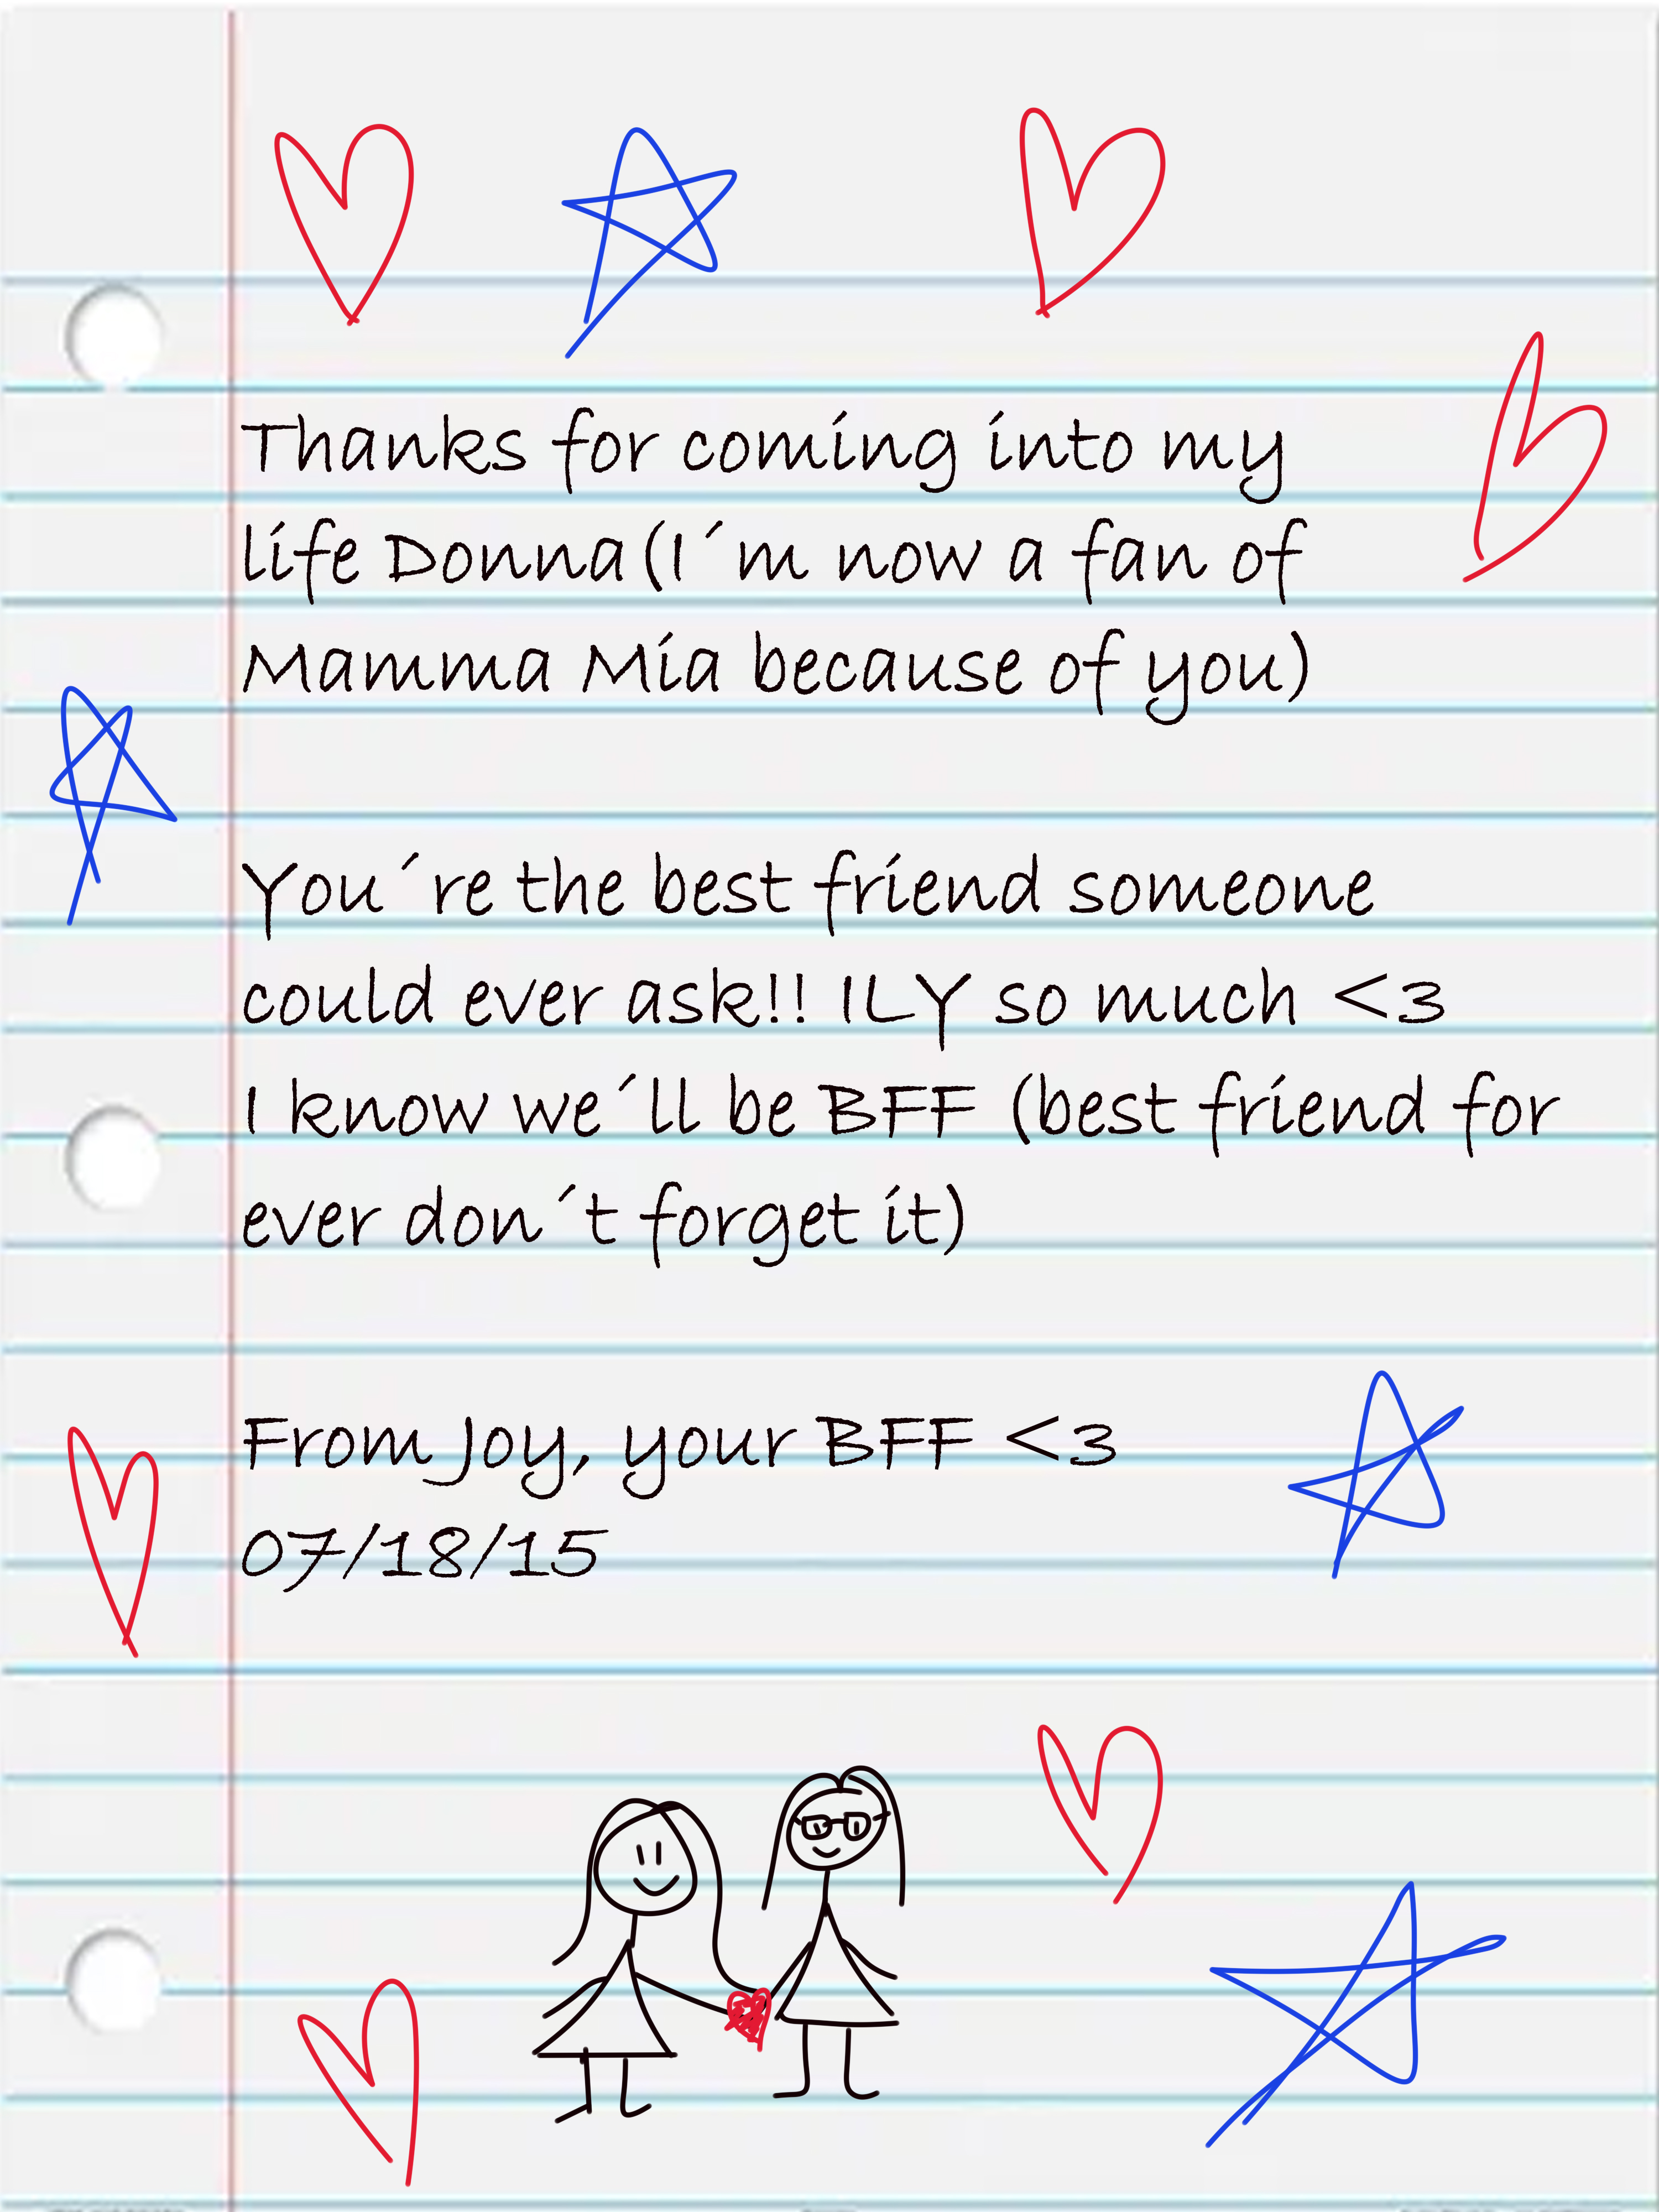 Thanks for coming into my
life Donna(I´m now a fan of
Mamma Mia because of you)
You´re the best friend someone
could ever ask!! ILY so much <3
I know we´ll be BFF (best friend for
ever don´t forget it)
From Joy, your BFF <3
07/18/15